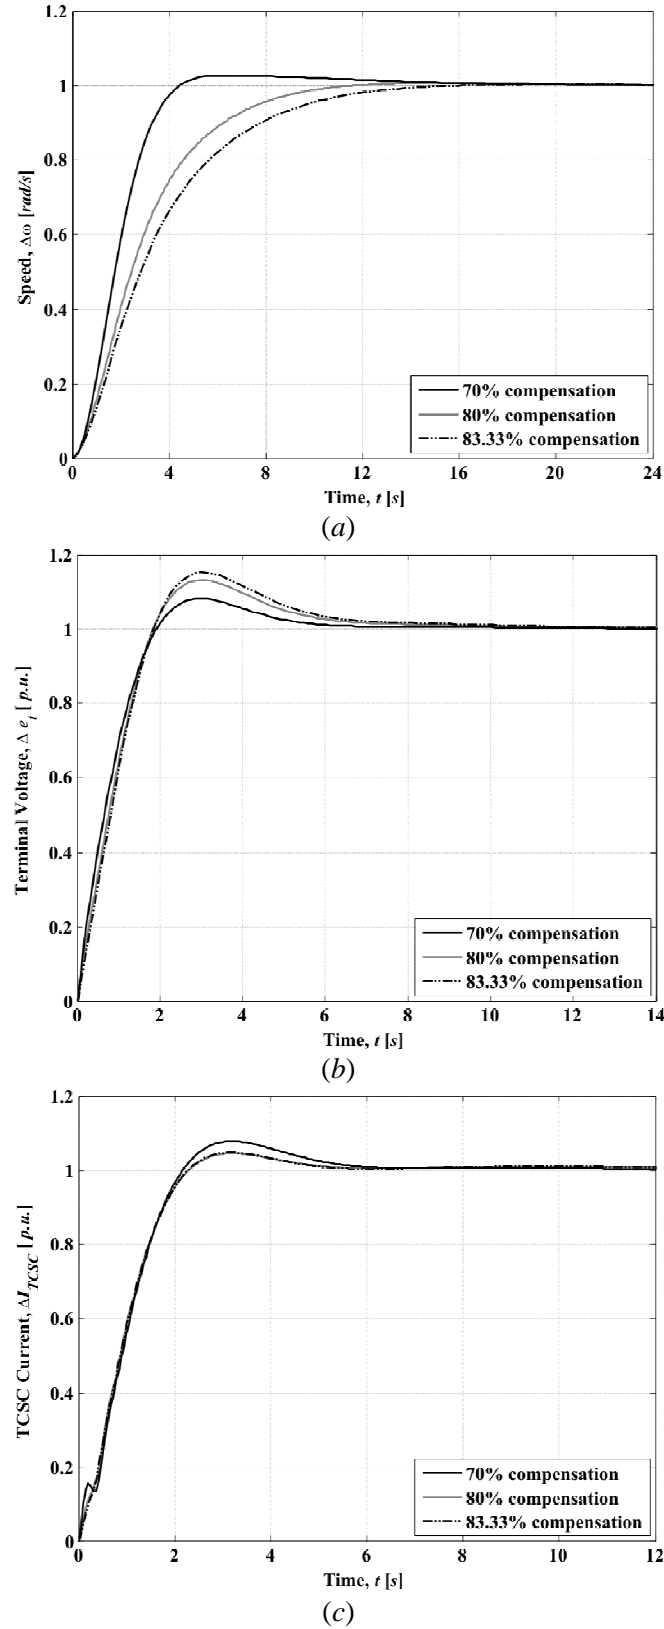 1.2
1
0.8
0.6
0.4
0.2
0
Speed, Δω [rad/s]
70% compensation
80% compensation
83.33% compensation
0 4 8 12 16 20 24
Time, t [s]
(a)
1.2
1
0.8
0.6
0.4
0.2
0
Terminal Voltage, Δ e_t [ p.u.]
70% compensation
80% compensation
83.33% compensation
0 2 4 6 8 10 12 14
Time, t [s]
(b)
1.2
1
0.8
0.6
0.4
0.2
0
TCSC Current, ΔI_TCSC [ p.u.]
70% compensation
80% compensation
83.33% compensation
0 2 4 6 8 10 12
Time, t [s]
(c)